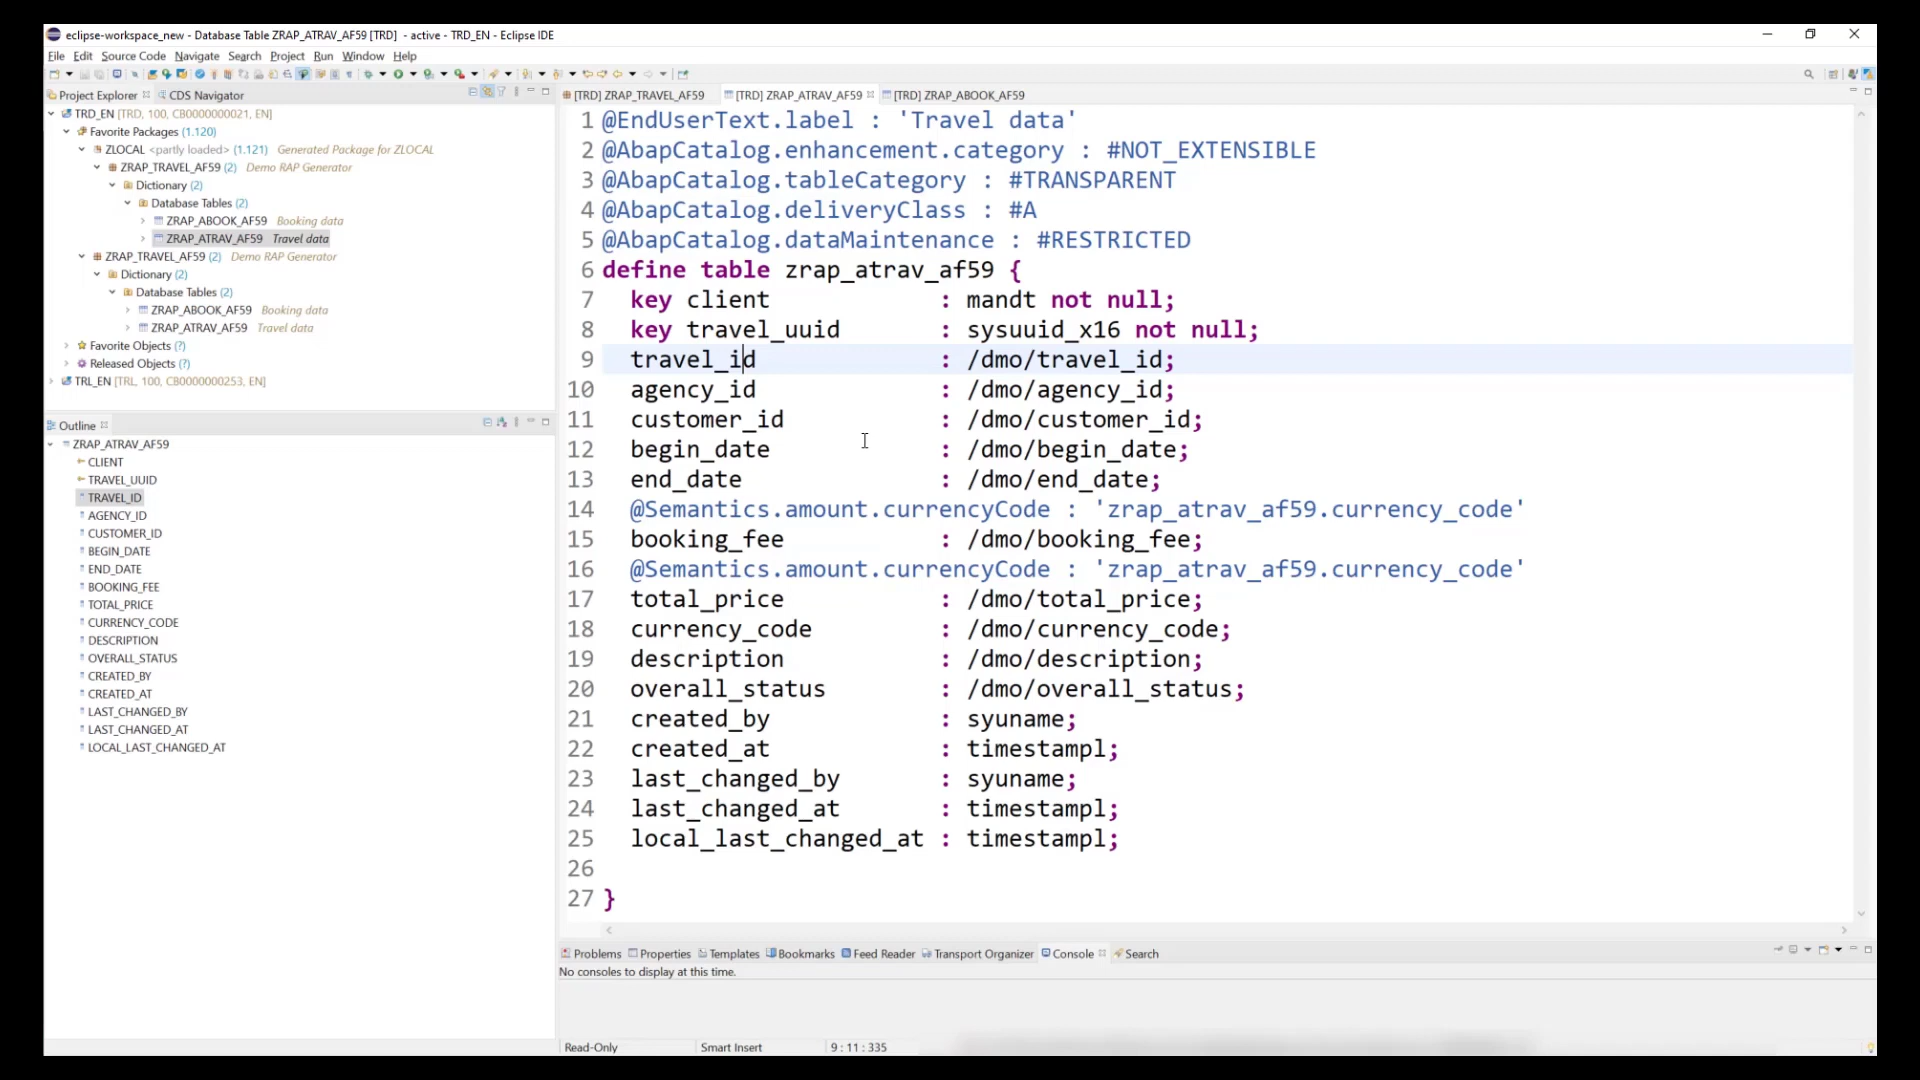 eclipse-workspace_new - Database Table ZRAP_ATRAV_AF59 [TRD] - active - TRD_EN - Eclipse IDE
File Edit Source Code Navigate Search Project Run Window Help
Project Explorer CDS Navigator
TRD_EN [TRD, 100, CB0000000021, EN]
Favorite Packages (1.120)
ZLOCAL <partly loaded> (1.121) Generated Package for ZLOCAL
ZRAP_TRAVEL_AF59 (2) Demo RAP Generator
Dictionary (2)
Database Tables (2)
ZRAP_ABOOK_AF59 Booking data
ZRAP_ATRAV_AF59 Travel data
ZRAP_TRAVEL_AF59 (2) Demo RAP Generator
Dictionary (2)
Database Tables (2)
ZRAP_ABOOK_AF59 Booking data
ZRAP_ATRAV_AF59 Travel data
Favorite Objects (?)
Released Objects (?)
TRL_EN [TRL, 100, CB0000000253, EN]
Outline
ZRAP_ATRAV_AF59
CLIENT
TRAVEL_UUID
TRAVEL_ID
AGENCY_ID
CUSTOMER_ID
BEGIN_DATE
END_DATE
BOOKING_FEE
TOTAL_PRICE
CURRENCY_CODE
DESCRIPTION
OVERALL_STATUS
CREATED_BY
CREATED_AT
LAST_CHANGED_BY
LAST_CHANGED_AT
LOCAL_LAST_CHANGED_AT
[TRD] ZRAP_TRAVEL_AF59 [TRD] ZRAP_ATRAV_AF59 [TRD] ZRAP_ABOOK_AF59
1 @EndUserText.label : 'Travel data'
2 @AbapCatalog.enhancement.category : #NOT_EXTENSIBLE
3 @AbapCatalog.tableCategory : #TRANSPARENT
4 @AbapCatalog.deliveryClass : #A
5 @AbapCatalog.dataMaintenance : #RESTRICTED
6 define table zrap_atrav_af59 {
7 key client : mandt not null;
8 key travel_uuid : sysuuid_x16 not null;
9 travel_id : /dmo/travel_id;
10 agency_id : /dmo/agency_id;
11 customer_id : /dmo/customer_id;
12 begin_date : /dmo/begin_date;
13 end_date : /dmo/end_date;
14 @Semantics.amount.currencyCode : 'zrap_atrav_af59.currency_code'
15 booking_fee : /dmo/booking_fee;
16 @Semantics.amount.currencyCode : 'zrap_atrav_af59.currency_code'
17 total_price : /dmo/total_price;
18 currency_code : /dmo/currency_code;
19 description : /dmo/description;
20 overall_status : /dmo/overall_status;
21 created_by : syuname;
22 created_at : timestampl;
23 last_changed_by : syuname;
24 last_changed_at : timestampl;
25 local_last_changed_at : timestampl;
26
27 }
Problems Properties Templates Bookmarks Feed Reader Transport Organizer Console Search
No consoles to display at this time.
Read-Only Smart Insert 9 : 11 : 335